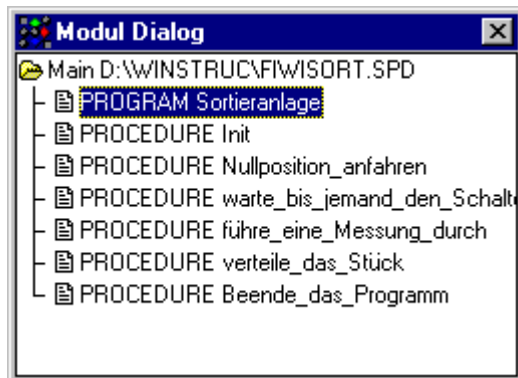 Modul Dialog
Main D:\WINSTRUC\FIWISORT.SPD
PROGRAM Sortieranlage
PROCEDURE Init
PROCEDURE Nullposition_anfahren
PROCEDURE warte_bis_jemand_den_Schalt
PROCEDURE führe_eine_Messung_durch
PROCEDURE verteile_das_Stück
PROCEDURE Beende_das_Programm